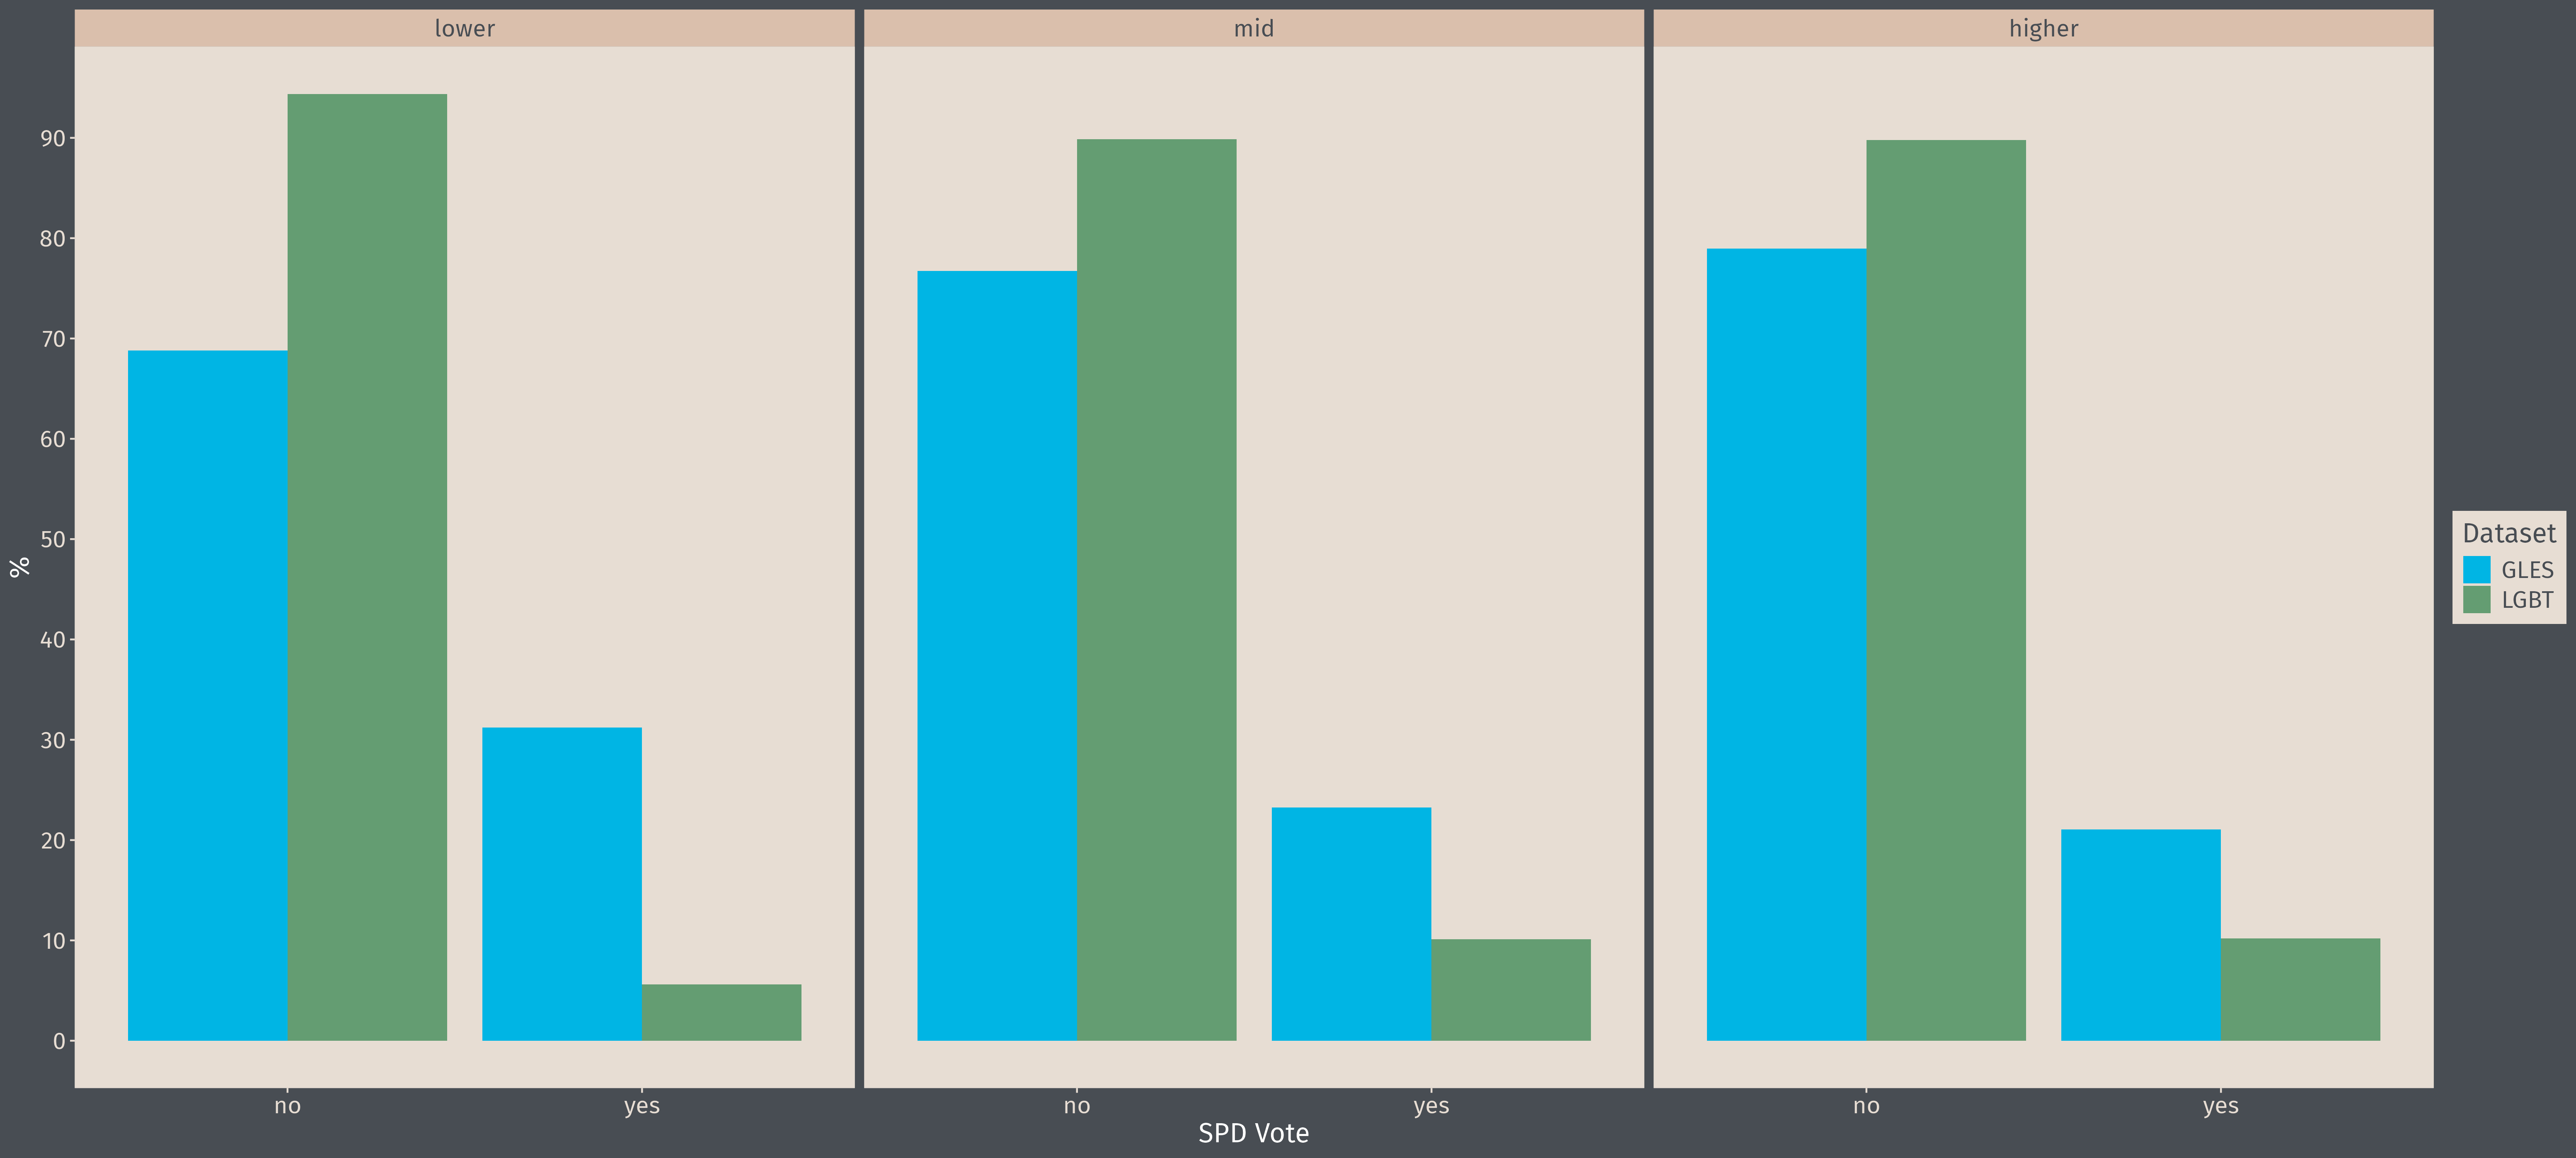 lower
mid
higher
90
80
70
60
50
40
30
20
10
0
%
no
yes
no
yes
no
yes
SPD Vote
Dataset
GLES
LGBT